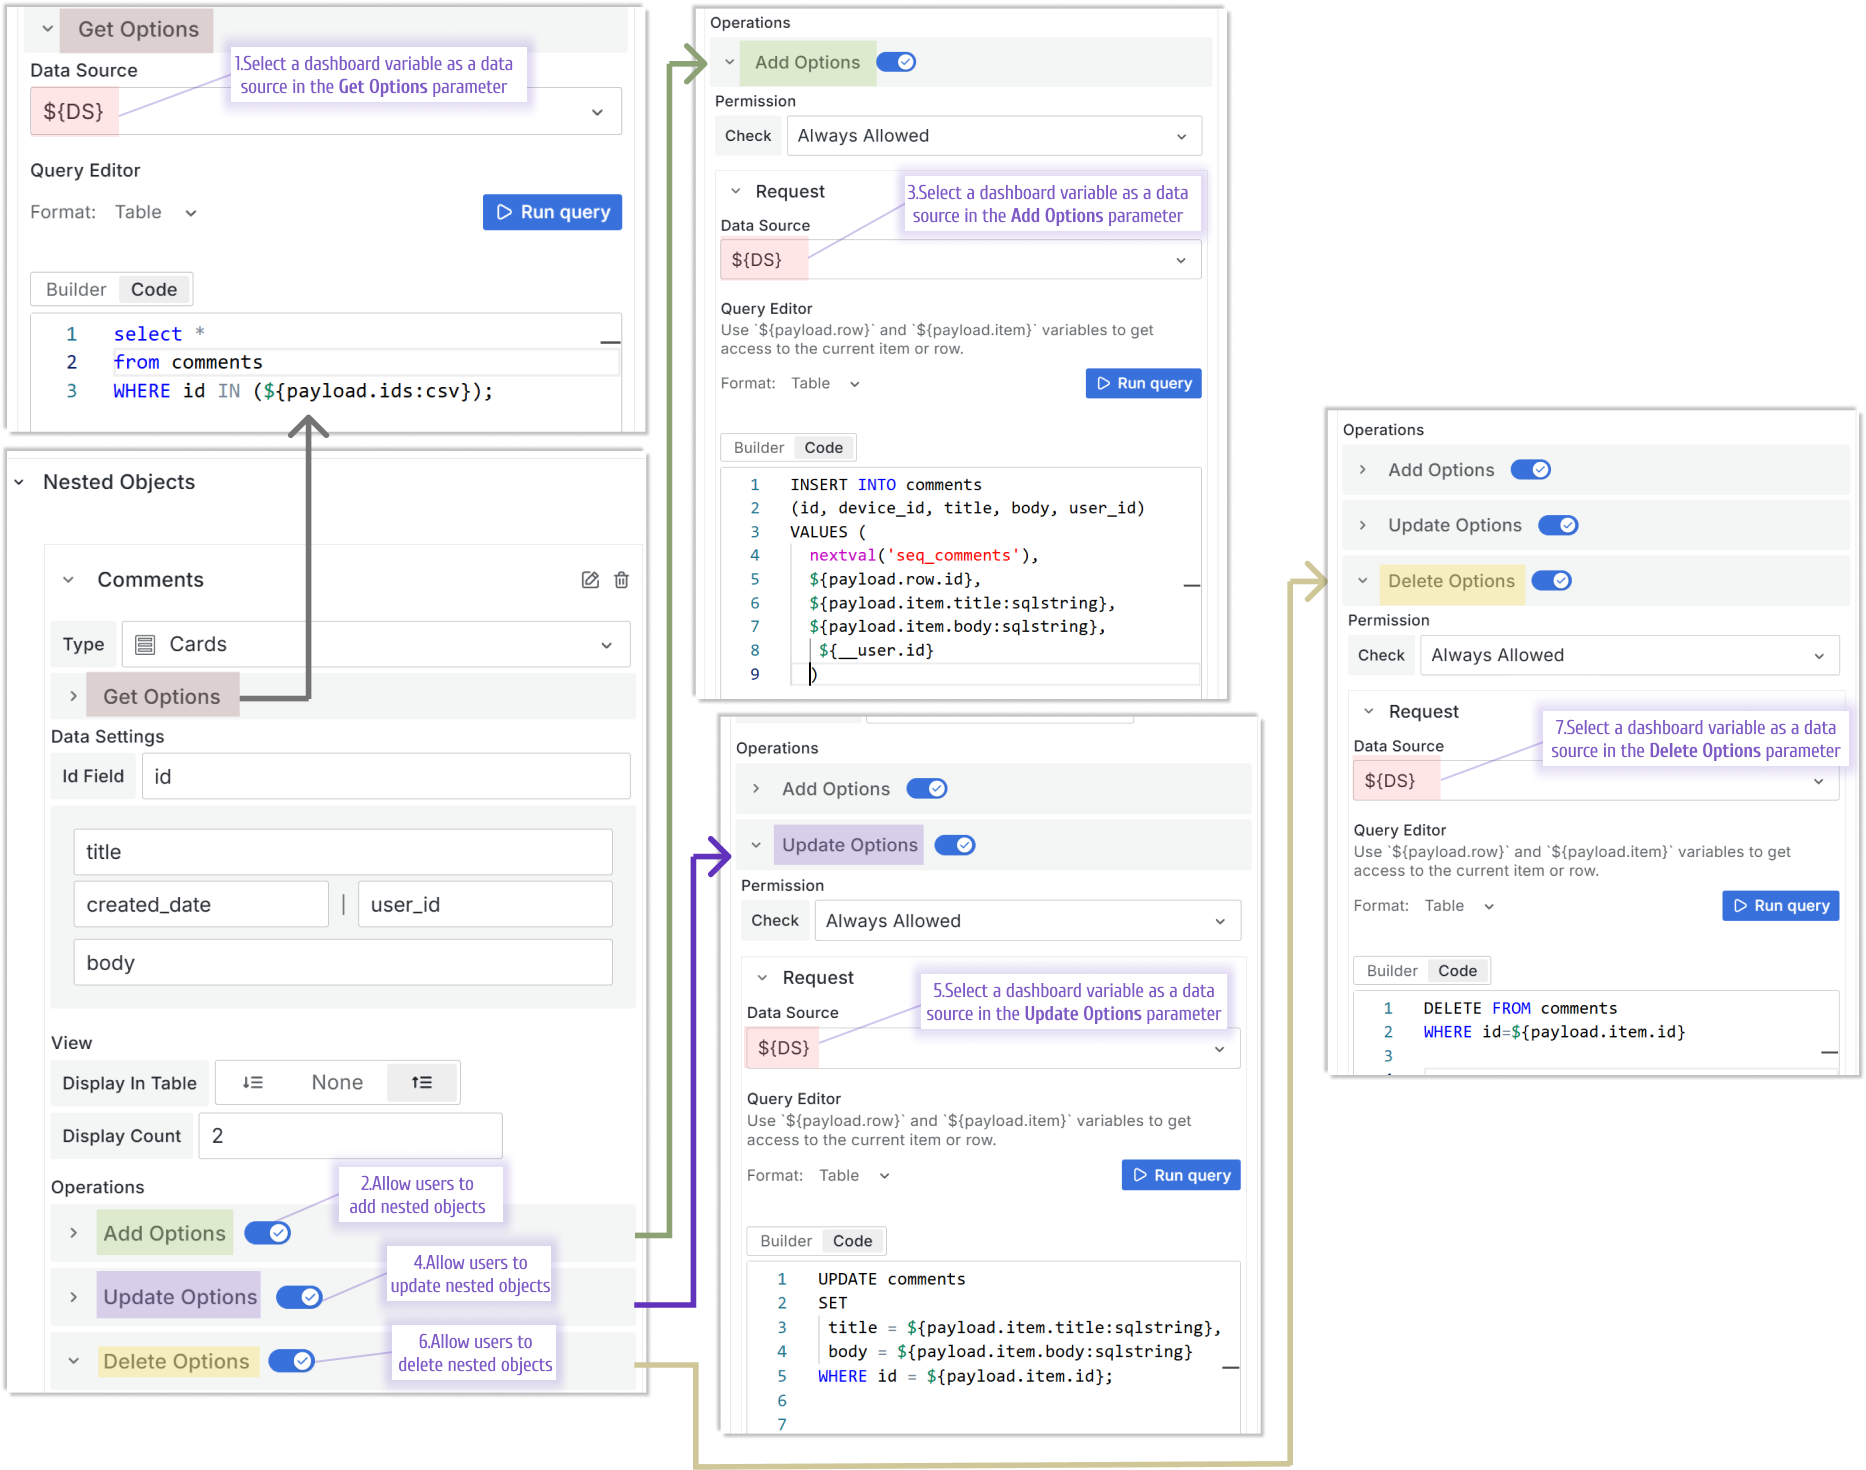 Get Options
1.Select a dashboard variable as a data
source in the Get Options parameter
Data Source
${DS}
Query Editor
Format: Table
Run query
Builder Code
1 select *
2 from comments
3 WHERE id IN (${payload.ids:csv});
Nested Objects
Comments
Type Cards
Get Options
Data Settings
Id Field id
title
created_date | user_id
body
View
Display In Table None
Display Count 2
Operations
2.Allow users to
add nested objects
Add Options
4.Allow users to
update nested objects
Update Options
6.Allow users to
delete nested objects
Delete Options
Operations
Add Options
Permission
Check Always Allowed
Request
3.Select a dashboard variable as a data
source in the Add Options parameter
Data Source
${DS}
Query Editor
Use `${payload.row}` and `${payload.item}` variables to get
access to the current item or row.
Format: Table
Run query
Builder Code
1 INSERT INTO comments
2 (id, device_id, title, body, user_id)
3 VALUES (
4 nextval('seq_comments'),
5 ${payload.row.id},
6 ${payload.item.title:sqlstring},
7 ${payload.item.body:sqlstring},
8 ${__user.id}
9 )
Operations
Add Options
Update Options
Permission
Check Always Allowed
Request
5.Select a dashboard variable as a data
source in the Update Options parameter
Data Source
${DS}
Query Editor
Use `${payload.row}` and `${payload.item}` variables to get
access to the current item or row.
Format: Table
Run query
Builder Code
1 UPDATE comments
2 SET
3 title = ${payload.item.title:sqlstring},
4 body = ${payload.item.body:sqlstring}
5 WHERE id = ${payload.item.id};
6
7
Operations
Add Options
Update Options
Delete Options
Permission
Check Always Allowed
Request
7.Select a dashboard variable as a data
source in the Delete Options parameter
Data Source
${DS}
Query Editor
Use `${payload.row}` and `${payload.item}` variables to get
access to the current item or row.
Format: Table
Run query
Builder Code
1 DELETE FROM comments
2 WHERE id=${payload.item.id}
3